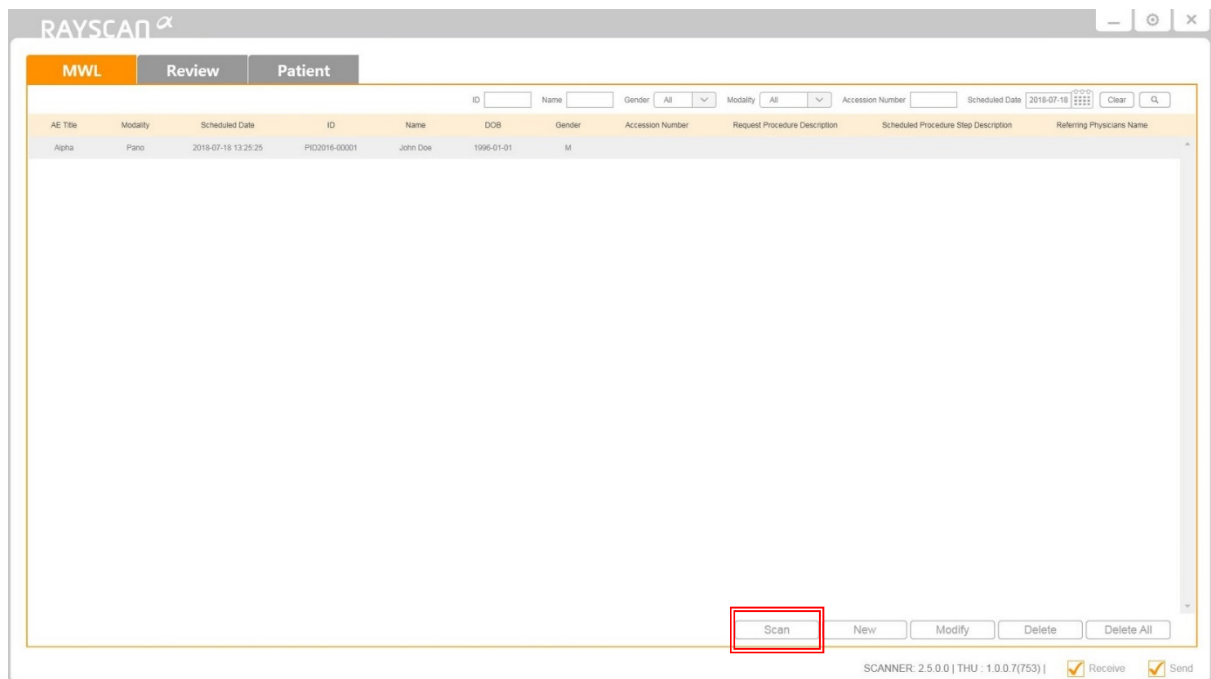 RAYSCAN α
MWL Review Patient
ID Name Gender All Modality All Accession Number Scheduled Date 2018-07-18 Clear
AE Title Modality Scheduled Date ID Name DOB Gender Accession Number Request Procedure Description Scheduled Procedure Step Description Referring Physicians Name
Alpha Pano 2018-07-18 13:25:25 PID2016-00001 John Doe 1996-01-01 M
Scan New Modify Delete Delete All
SCANNER: 2.5.0.0 | THU : 1.0.0.7(753) | Receive Send